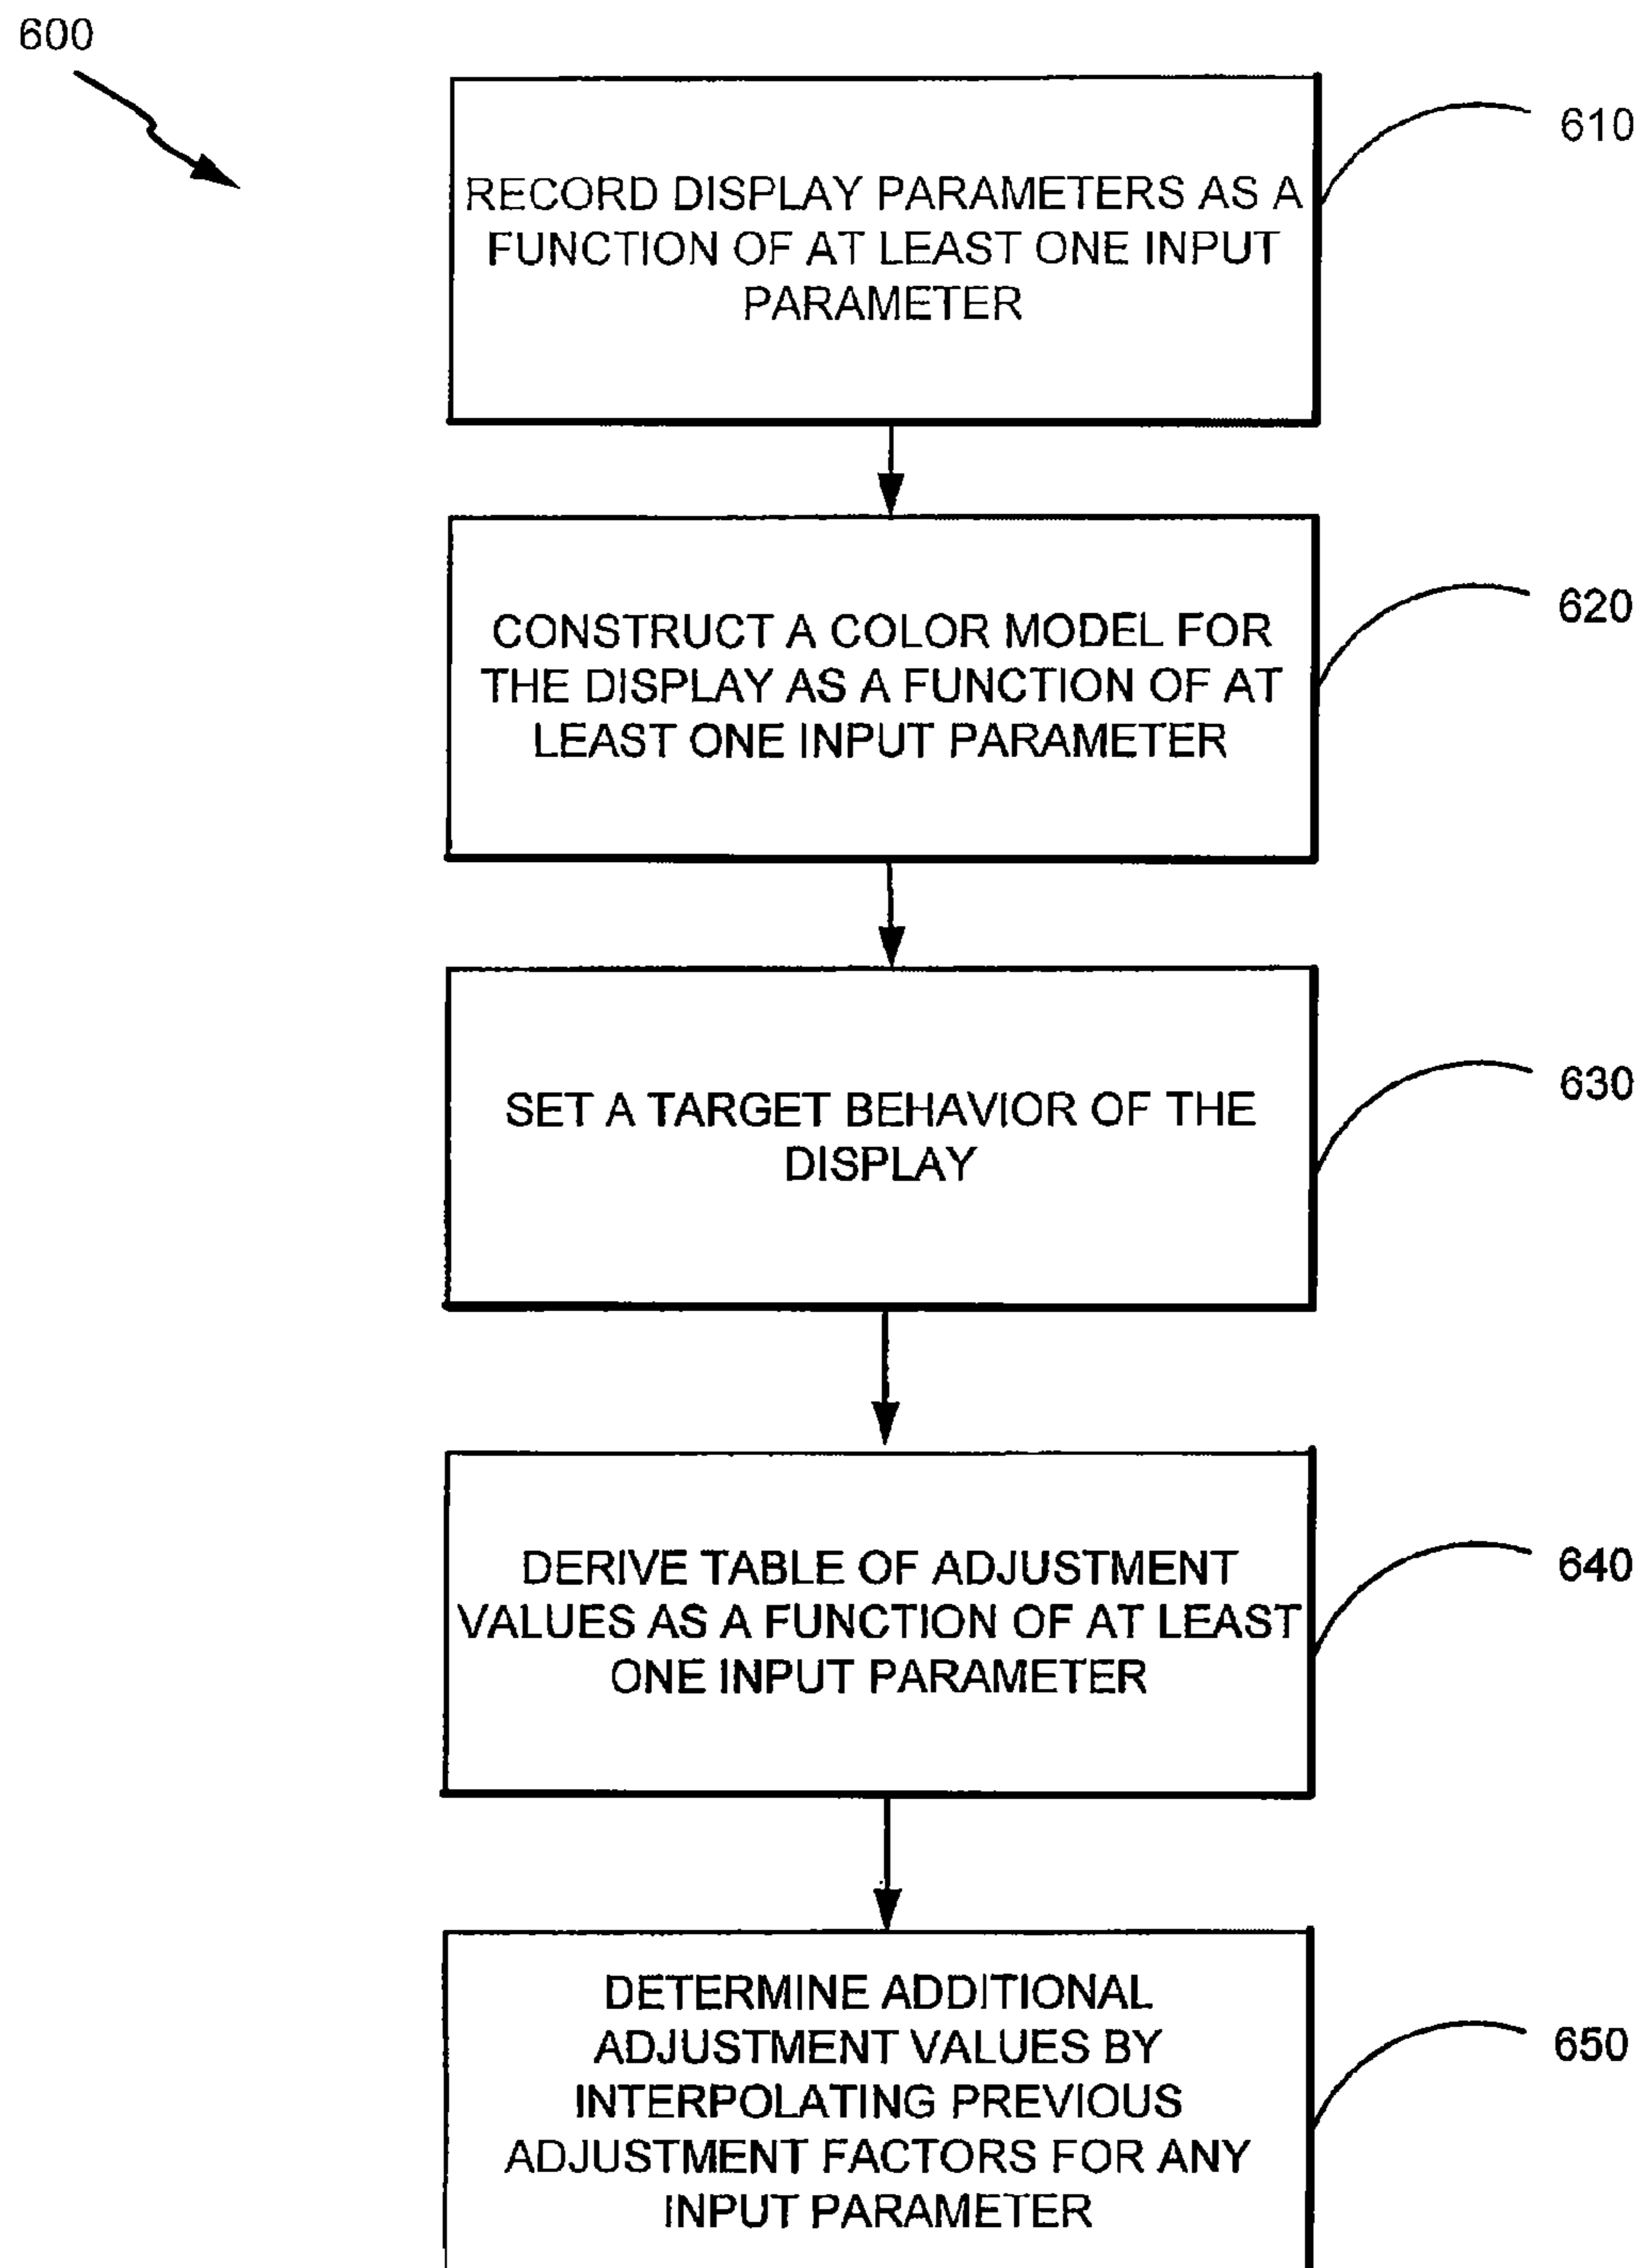 600
610
RECORD DISPLAY PARAMETERS AS A
FUNCTION OF AT LEAST ONE INPUT
PARAMETER
620
CONSTRUCT A COLOR MODEL FOR
THE DISPLAY AS A FUNCTION OF AT
LEAST ONE INPUT PARAMETER
630
SET A TARGET BEHAVIOR OF THE
DISPLAY
640
DERIVE TABLE OF ADJUSTMENT
VALUES AS A FUNCTION OF AT LEAST
ONE INPUT PARAMETER
650
DETERMINE ADDITIONAL
ADJUSTMENT VALUES BY
INTERPOLATING PREVIOUS
ADJUSTMENT FACTORS FOR ANY
INPUT PARAMETER